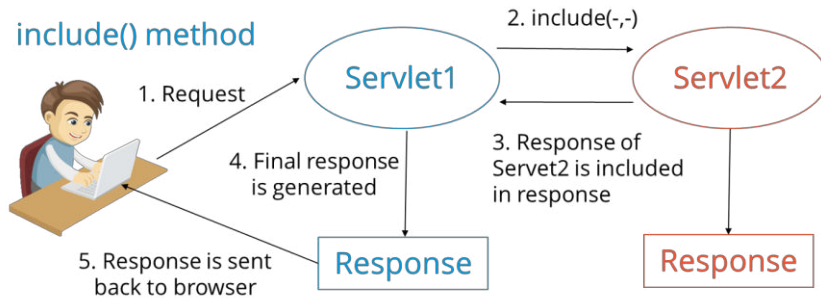 include() method
2. include(-,-)
Servlet1
Servlet2
1. Request
3. Response of
Servet2 is included
in response
4. Final response
is generated
5. Response is sent
back to browser
Response
Response